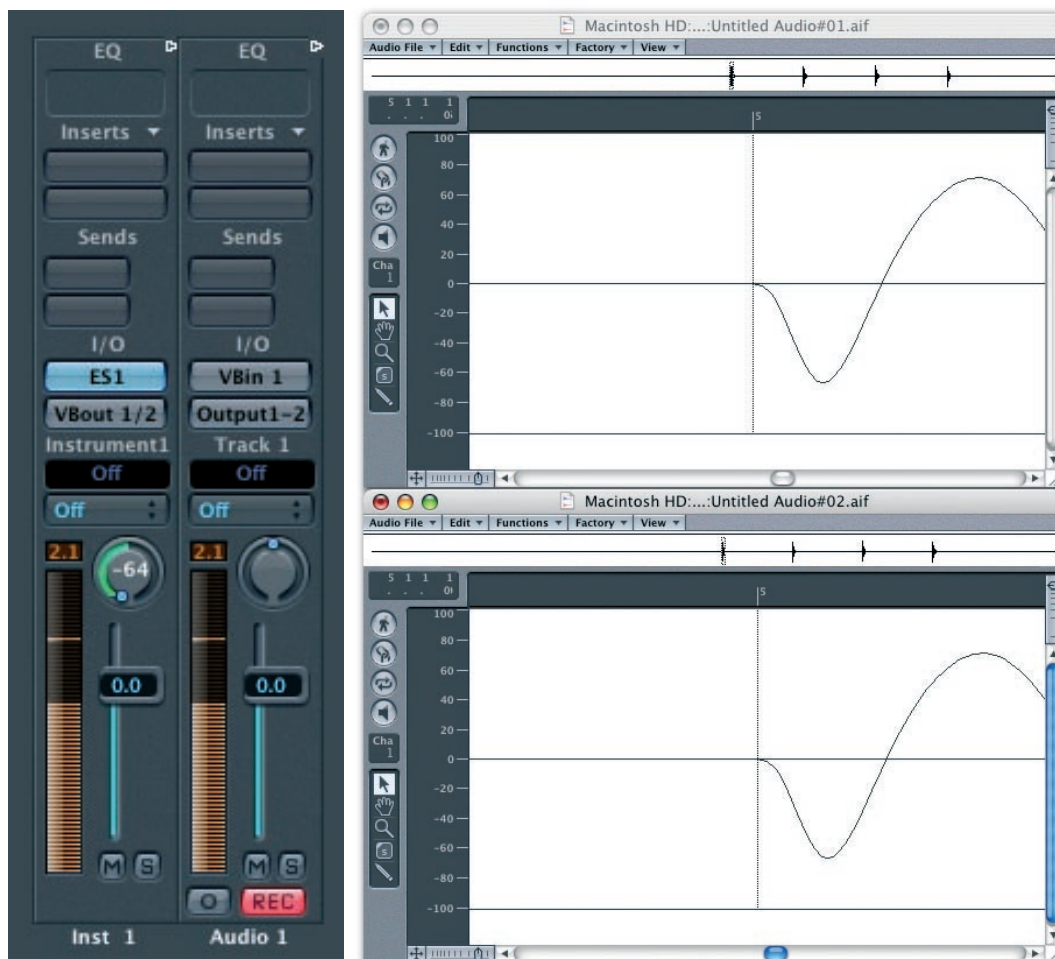 EQ
EQ
Inserts
Inserts
Sends
Sends
I/O
I/O
ES1
VBin 1
VBout 1/2
Output1-2
Instrument1
Track 1
Off
Off
Off
Off
2.1
-64
2.1
0.0
0.0
M S
M S
O REC
Inst 1
Audio 1
Macintosh HD:...:Untitled Audio#01.aif
Audio File Edit Functions Factory View
5 1 1 1
. . .
5
Cha
1
100
80
60
40
20
0
-20
-40
-60
-80
-100
S
Macintosh HD:...:Untitled Audio#02.aif
Audio File Edit Functions Factory View
5 1 1 1
. . .
5
Cha
1
100
80
60
40
20
0
-20
-40
-60
-80
-100
S